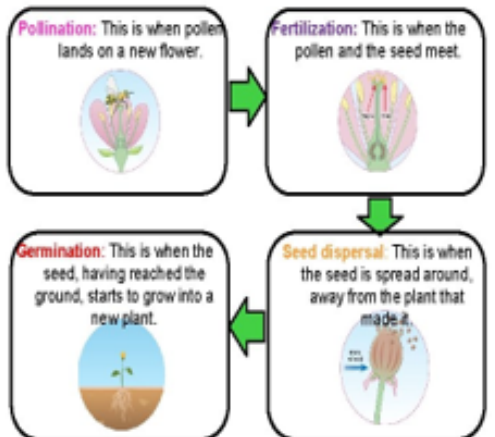 Pollination: This is when pollen
lands on a new flower.
Fertilization: This is when the
pollen and the seed meet.
Seed dispersal: This is when
the seed is spread around,
away from the plant that
made it.
Germination: This is when the
seed, having reached the
ground, starts to grow into a
new plant.